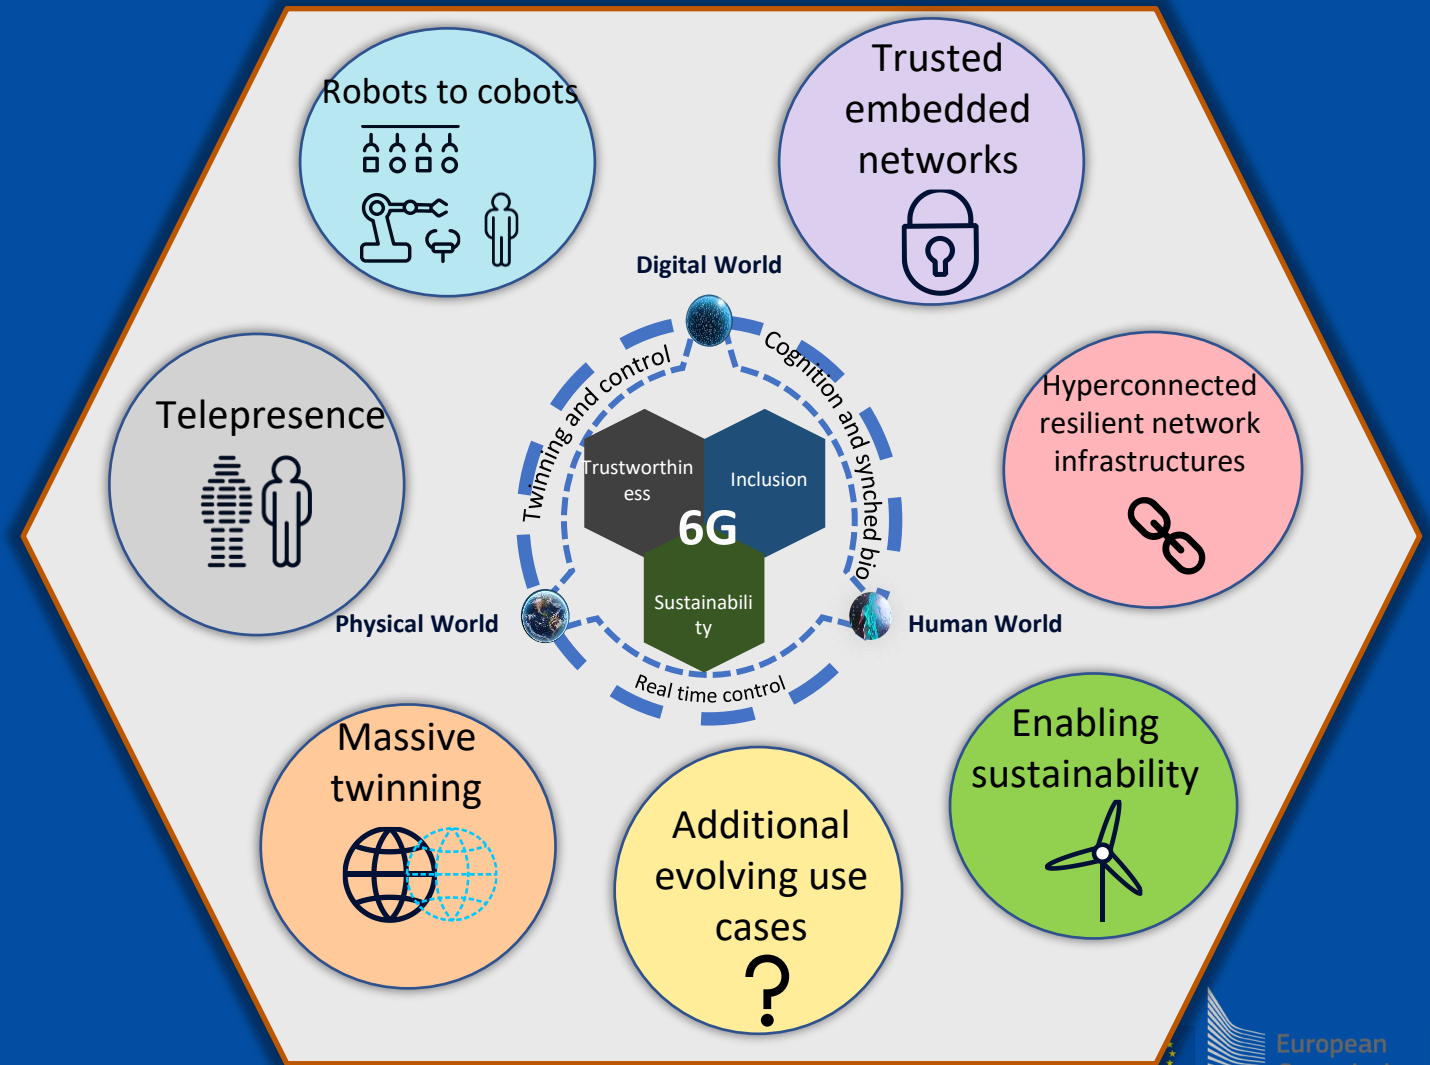 Robots to cobots
Trusted
embedded
networks
Digital World
Twinning and control
Cognition and synched bio
Telepresence
Hyperconnected
resilient network
infrastructures
Trustworthin
ess
Inclusion
6G
Sustainabili
ty
Physical World
Human World
Real time control
Massive
twinning
Enabling
sustainability
Additional
evolving use
cases
?
European